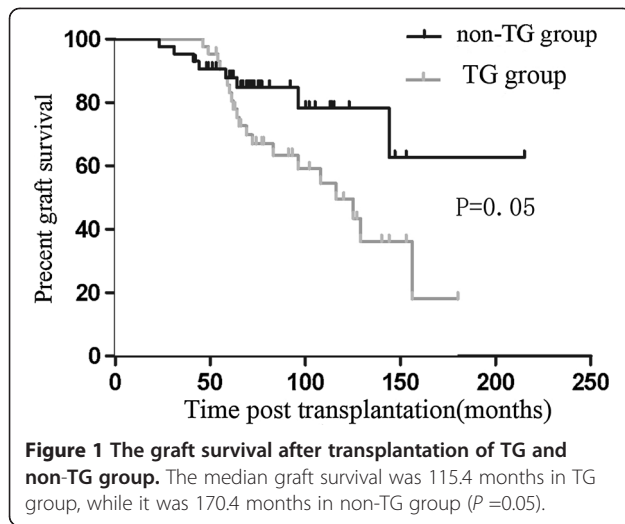 100
80
60
40
20
0
Precent graft survival
non-TG group
TG group
P=0.05
0 50 100 150 200 250
Time post transplantation(months)
Figure 1 The graft survival after transplantation of TG and
non-TG group. The median graft survival was 115.4 months in TG
group, while it was 170.4 months in non-TG group (P =0.05).